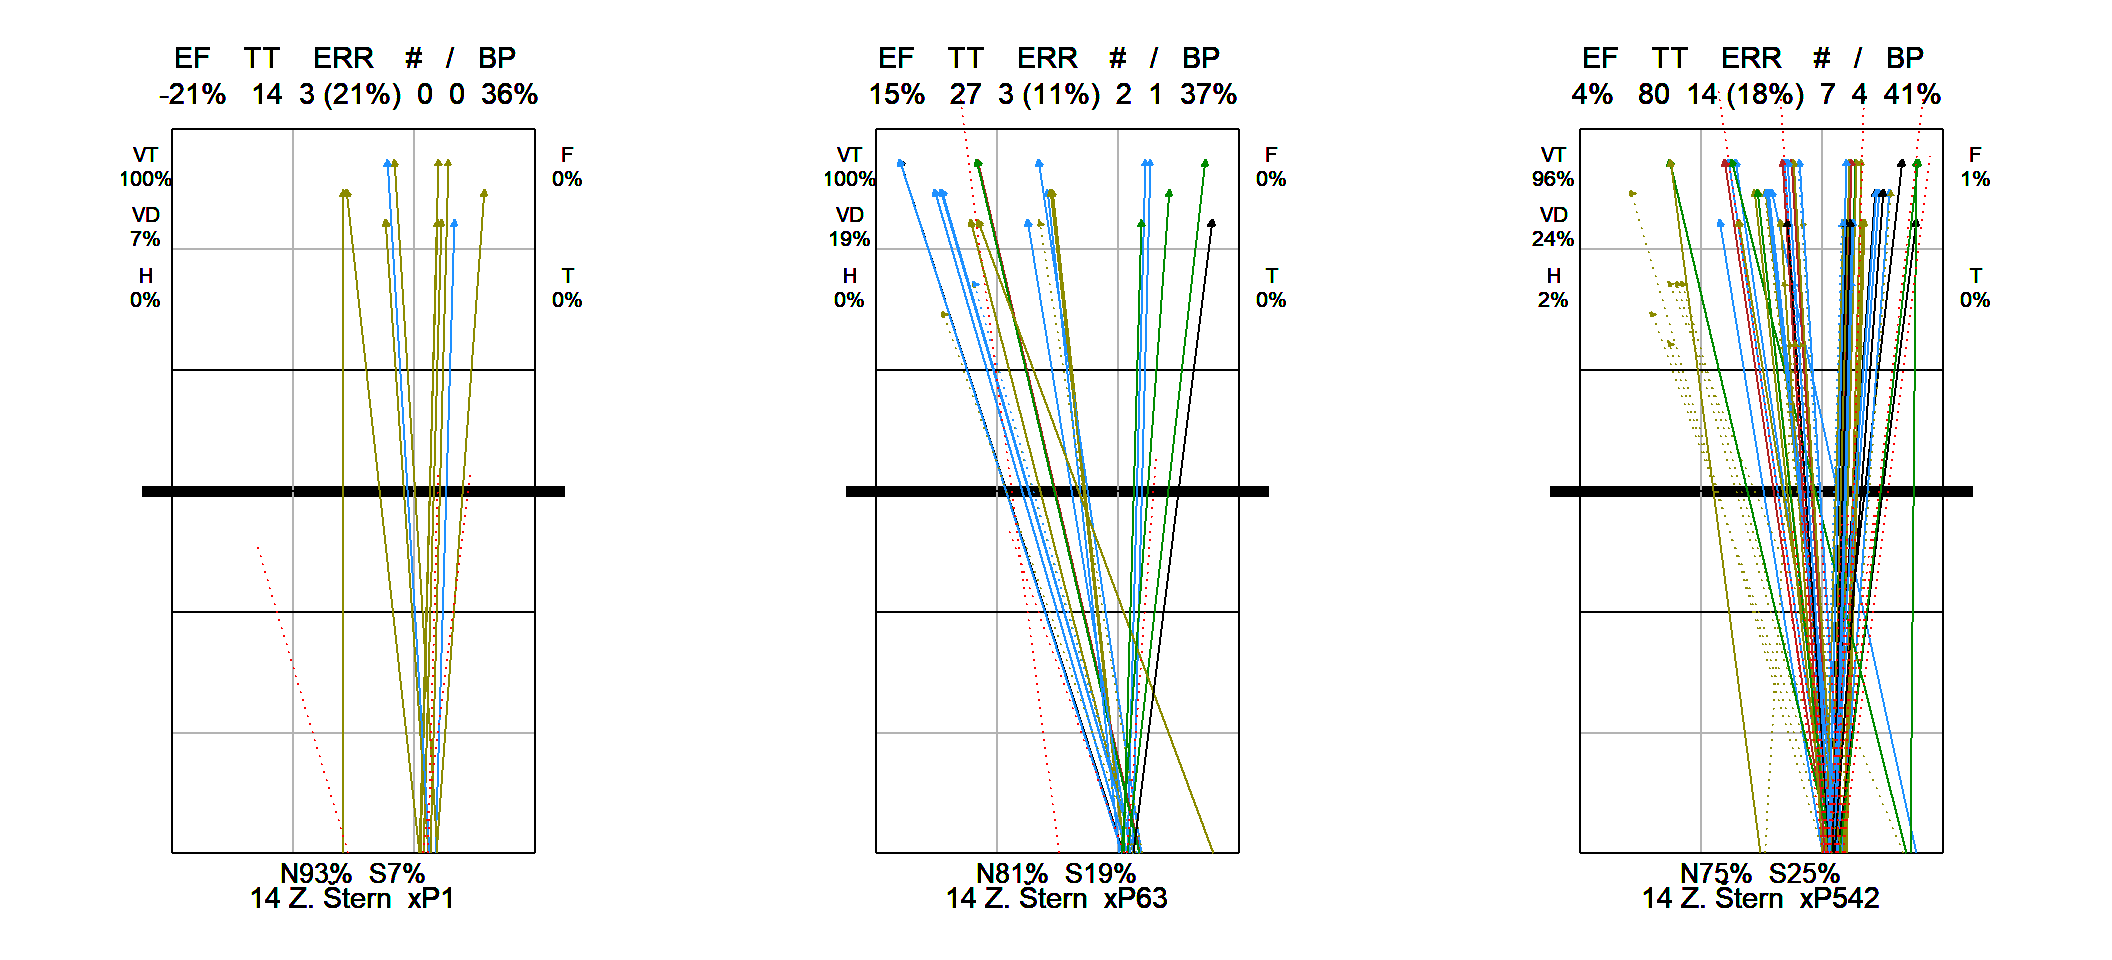 EF TT ERR # / BP
-21% 14 3 (21%) 0 0 36%
VT
100%
VD
7%
H
0%
F
0%
T
0%
N93% S7%
14 Z. Štern xP1
EF TT ERR # / BP
15% 27 3 (11%) 2 1 37%
VT
100%
VD
19%
H
0%
F
0%
T
0%
N81% S19%
14 Z. Štern xP63
EF TT ERR # / BP
4% 80 14 (18%) 7 4 41%
VT
96%
VD
24%
H
2%
F
1%
T
0%
N75% S25%
14 Z. Štern xP542